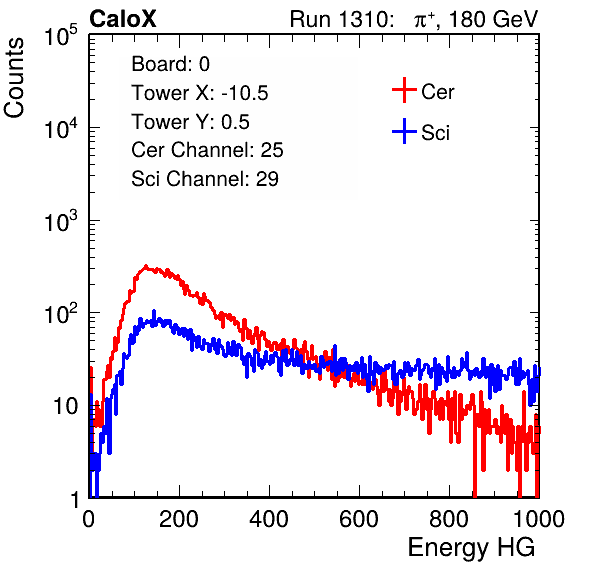 CaloX Run 1310: π⁺, 180 GeV
Counts
10⁵
10⁴
10³
10²
10
1
Board: 0
Tower X: -10.5
Tower Y: 0.5
Cer Channel: 25
Sci Channel: 29
Cer
Sci
0 200 400 600 800 1000
Energy HG